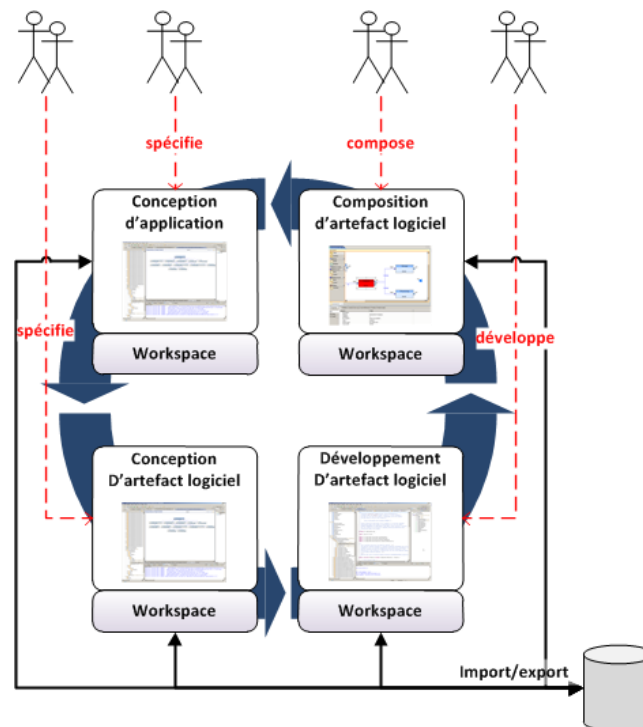 spécifie
compose
Conception
d'application
Workspace
Composition
d'artefact logiciel
Workspace
spécifie
développe
Conception
D'artefact logiciel
Workspace
Développement
D'artefact logiciel
Workspace
Import/export